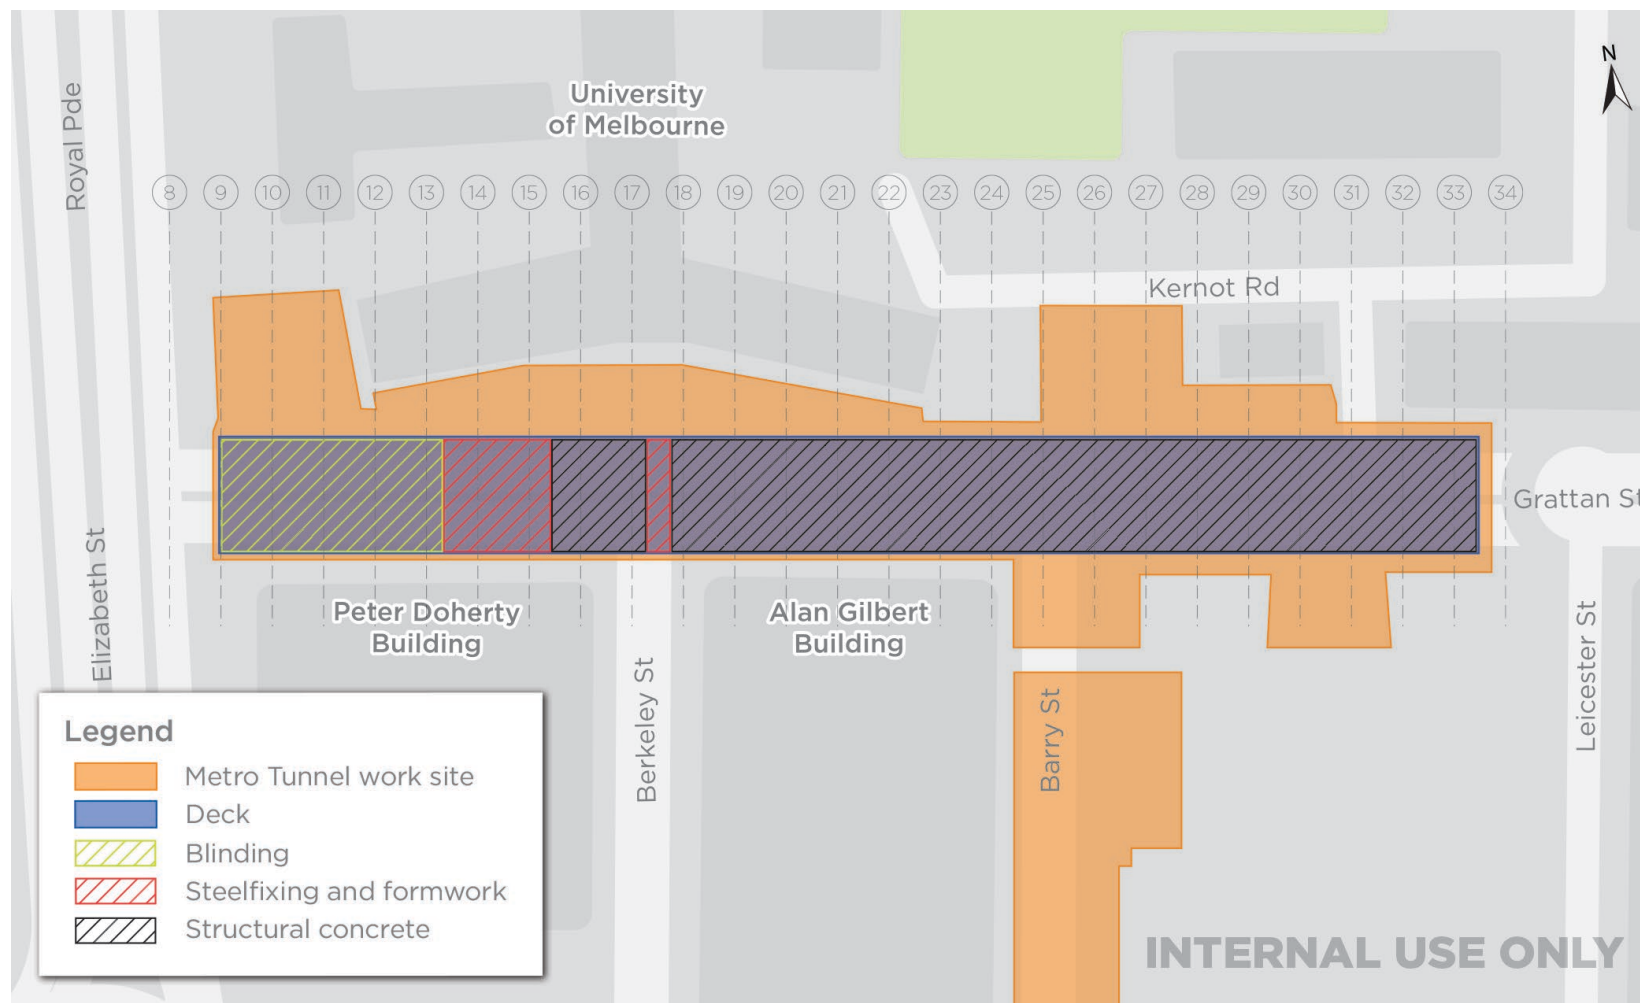 N
Royal Pde
University
of Melbourne
8 9 10 11 12 13 14 15 16 17 18 19 20 21 22 23 24 25 26 27 28 29 30 31 32 33 34
Kernot Rd
Grattan St
Elizabeth St
Peter Doherty
Building
Alan Gilbert
Building
Berkeley St
Barry St
Leicester St
Legend
Metro Tunnel work site
Deck
Blinding
Steelfixing and formwork
Structural concrete
INTERNAL USE ONLY